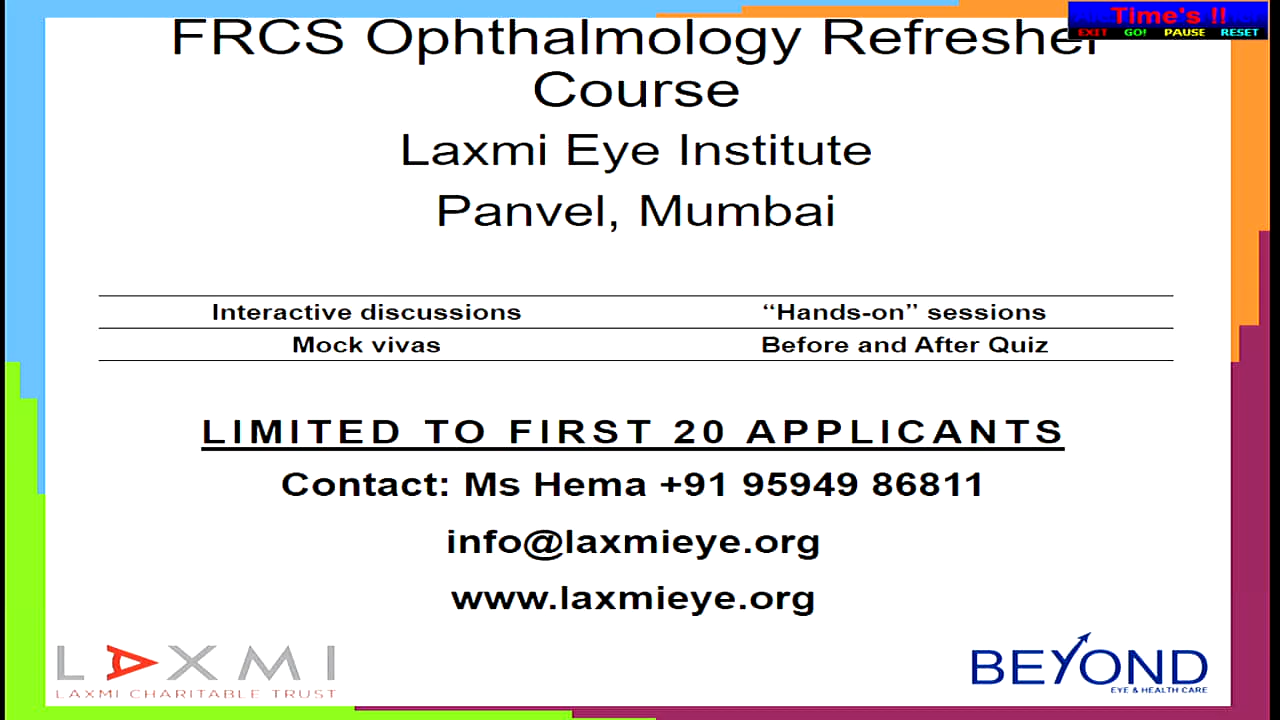 FRCS Ophthalmology Refresher
Time's !!
EXIT GO! PAUSE RESET
Course
Laxmi Eye Institute
Panvel, Mumbai
Interactive discussions “Hands-on” sessions
Mock vivas Before and After Quiz
LIMITED TO FIRST 20 APPLICANTS
Contact: Ms Hema +91 95949 86811
info@laxmieye.org
www.laxmieye.org
LAXMI
LAXMI CHARITABLE TRUST
BEYOND
EYE & HEALTH CARE